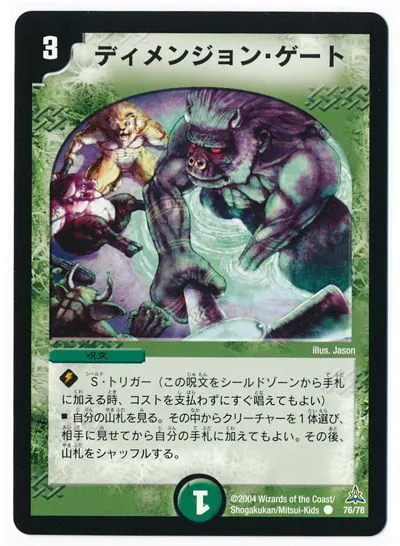 3
ディメンジョン・ゲート
illus. Jason
呪文
S・トリガー（この呪文をシールドゾーンから手札
に加える時、コストを支払わずにすぐ唱えてもよい）
■自分の山札を見る。その中からクリーチャーを1体選び、
相手に見せてから自分の手札に加えてもよい。その後、
山札をシャッフルする。
1
©2004 Wizards of the Coast/
Shogakukan/Mitsui-Kids
76/78